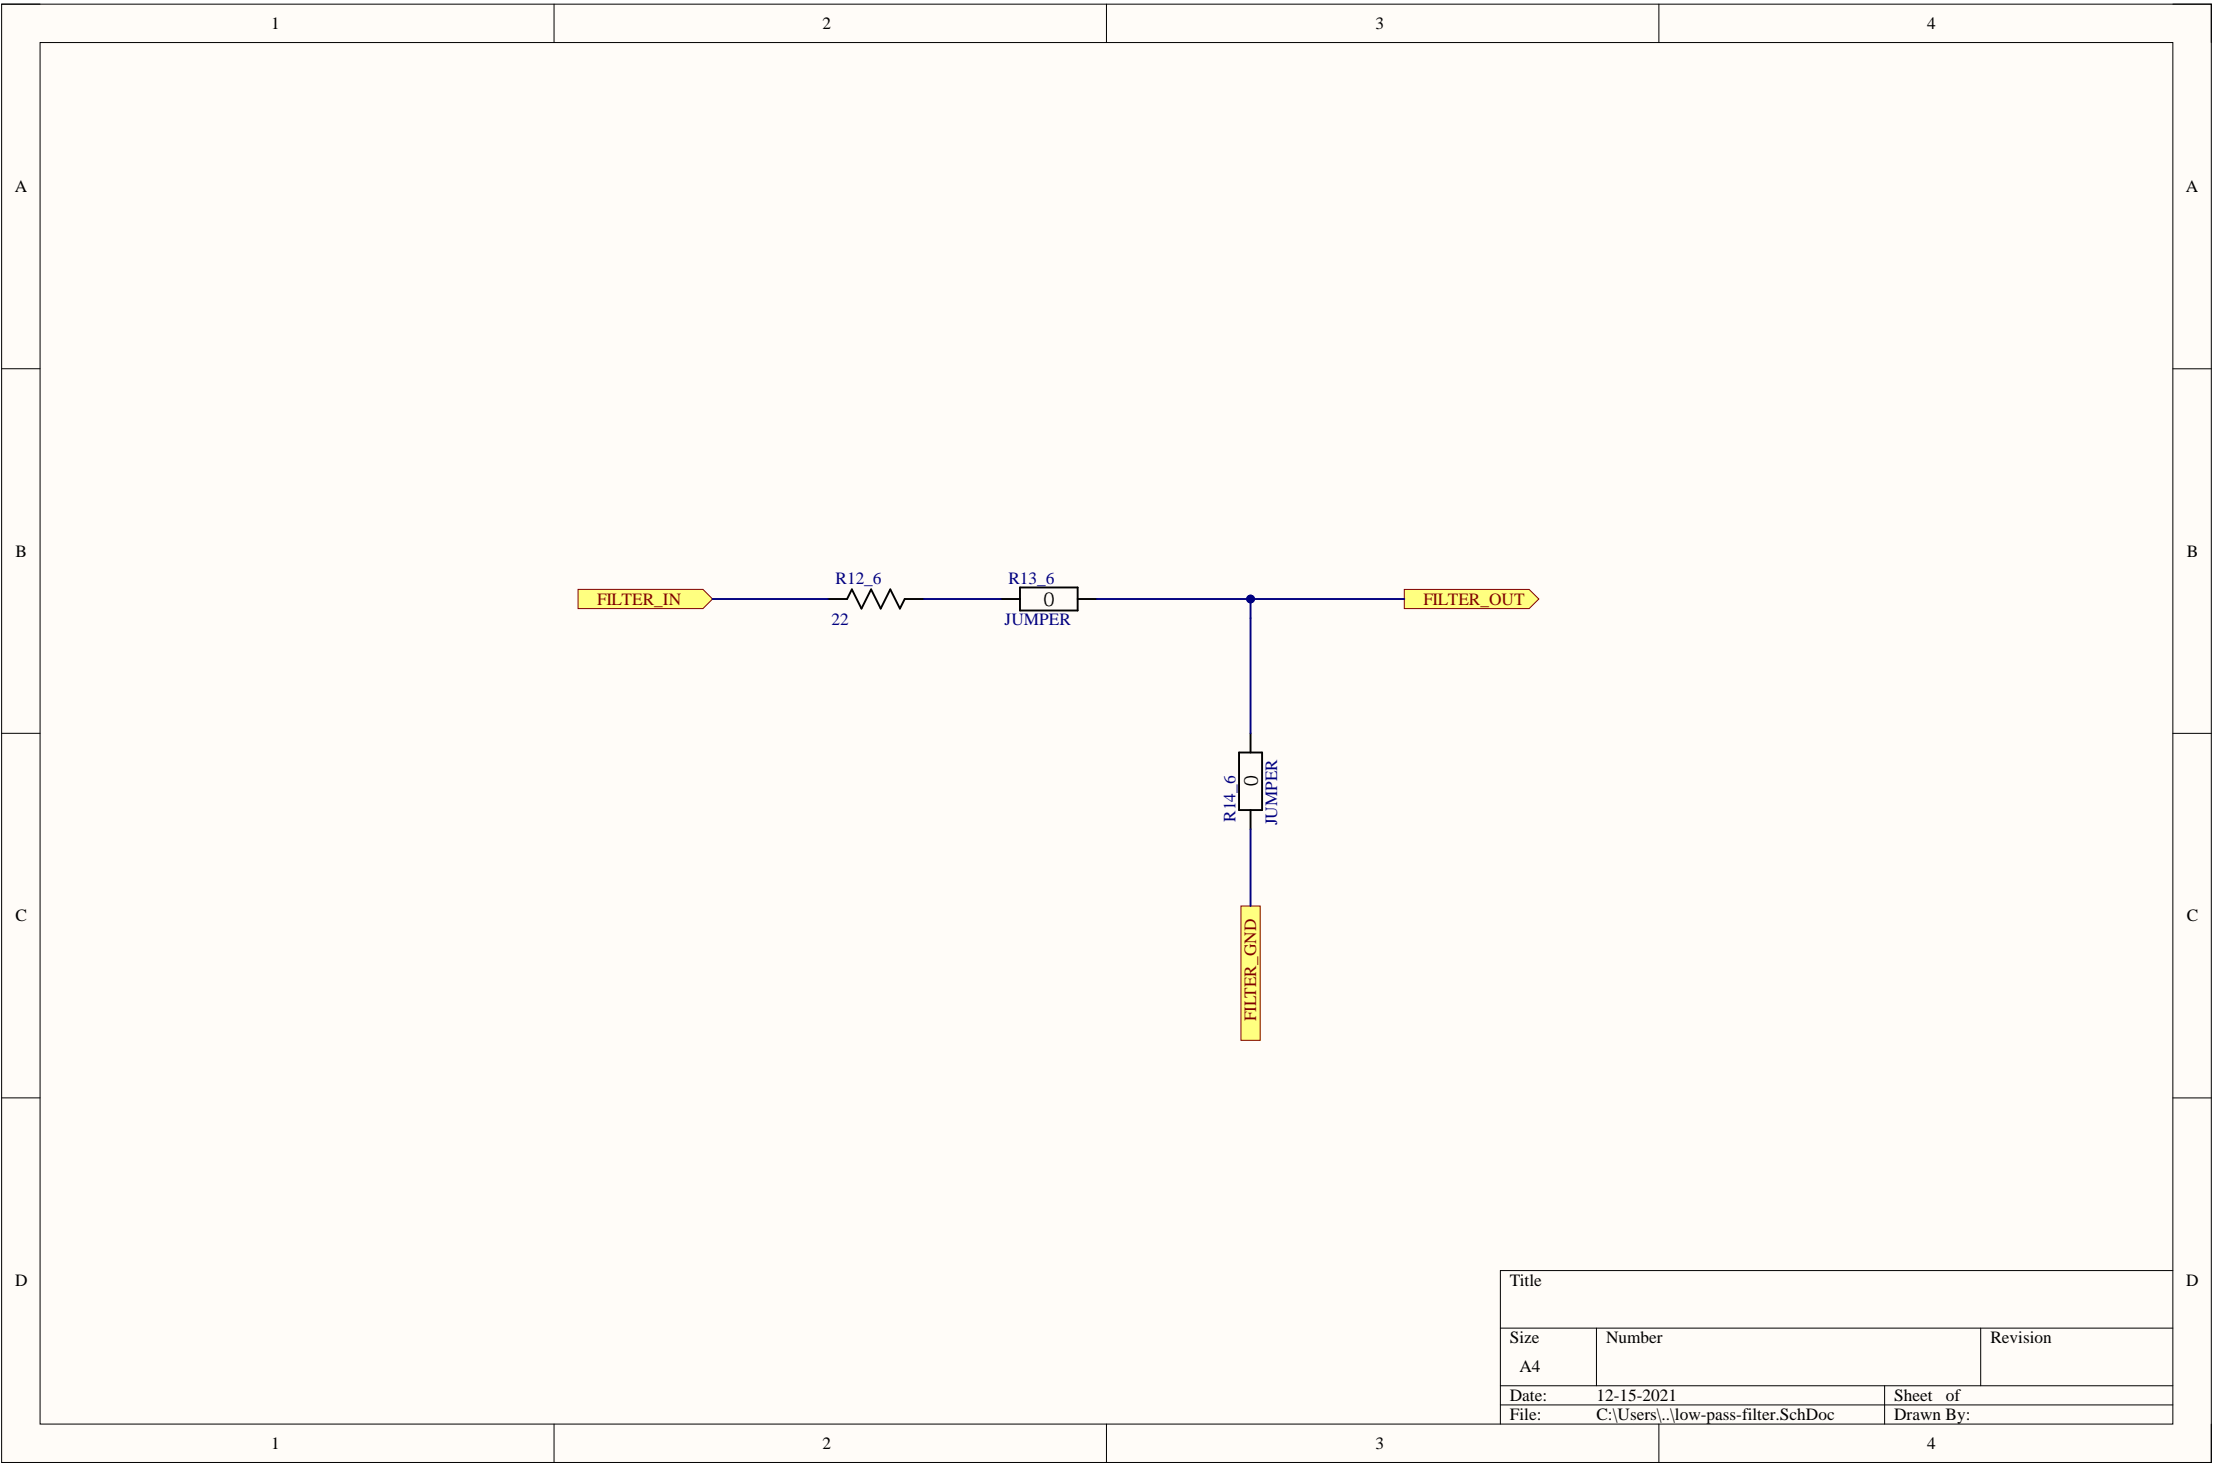 1 2 3 4
A A
B B
R12_6 R13_6
FILTER_IN 0 FILTER_OUT
22 JUMPER
R14_6 0 JUMPER
C C
FILTER_GND
D D
Title
Size Number Revision
A4
Date: 12-15-2021 Sheet of
File: C:\Users\..\low-pass-filter.SchDoc Drawn By:
1 2 3 4